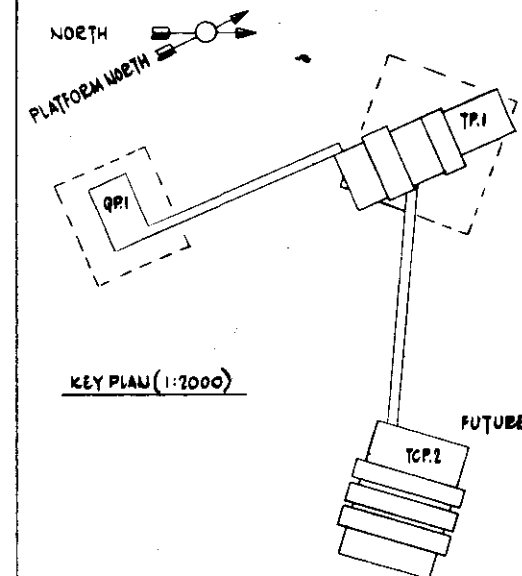 NORTH
PLATFORM NORTH
TP.1
QP.1
KEY PLAN (1:2000)
FUTURE
TCP.2